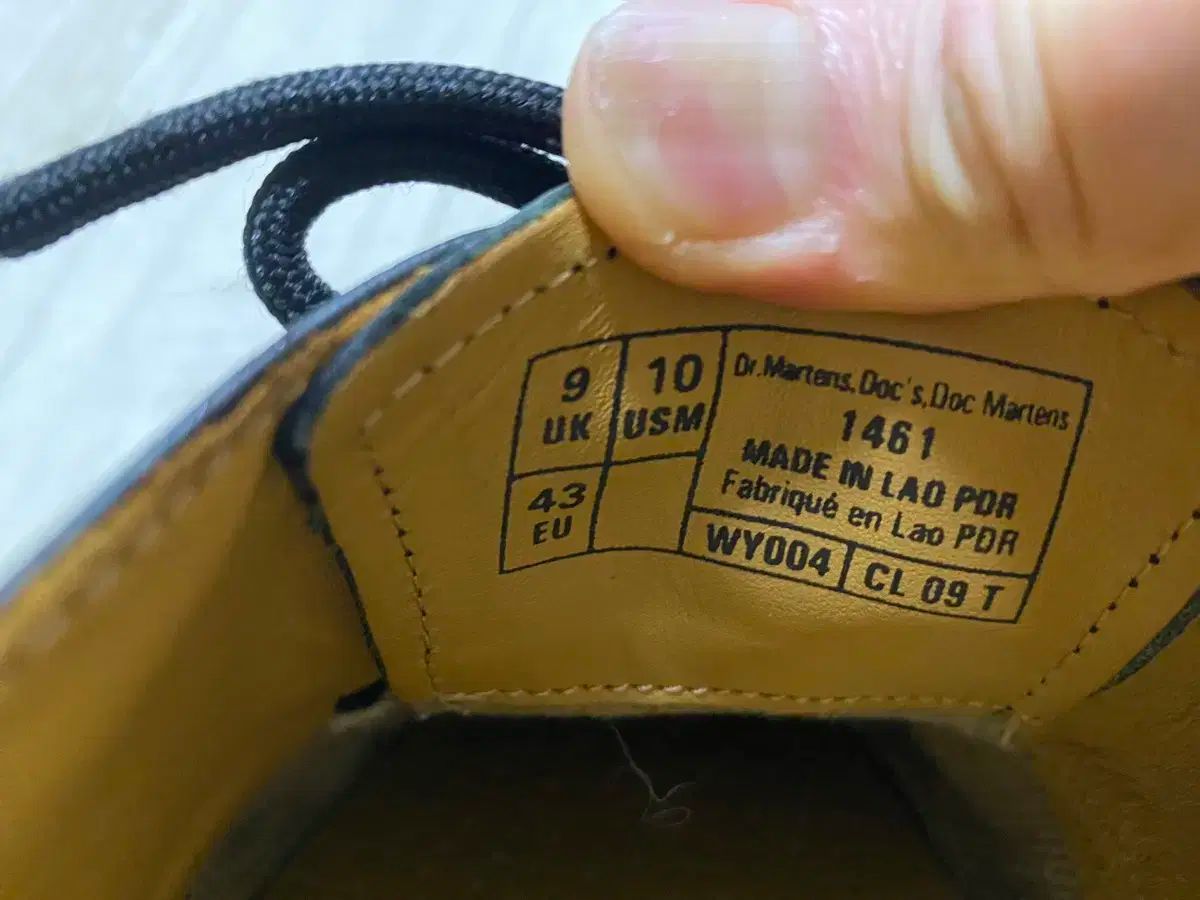 9
UK
10
USM
43
EU
Dr.Martens,Doc's,Doc Martens
1461
MADE IN LAO PDR
Fabriqué en Lao PDR
WY004
CL 09 T